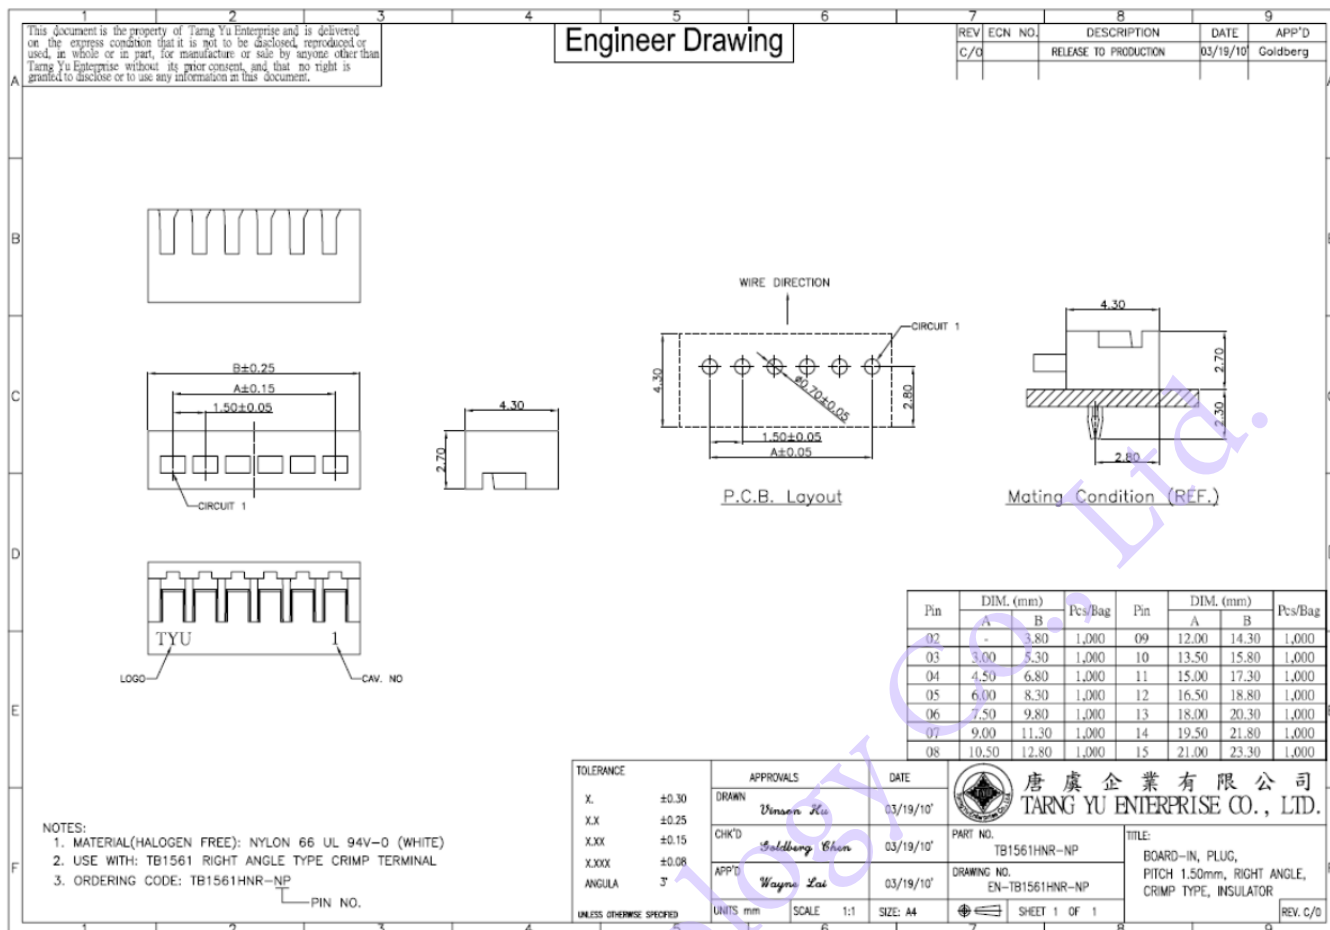 1 2 3 4 5 6 7 8 9
This document is the property of Tarng Yu Enterprise and is delivered
on the express condition that it is not to be disclosed, reproduced or
used, in whole or in part, for manufacture or sale by anyone other than
Tarng Yu Enterprise without its prior consent, and that no right is
granted to disclose or to use any information in this document.
Engineer Drawing
REV ECN NO. DESCRIPTION DATE APP'D
C/0 RELEASE TO PRODUCTION 03/19/10' Goldberg
A
B
C
D
E
F
B±0.25
A±0.15
1.50±0.05
CIRCUIT 1
4.30
2.70
TYU 1
LOGO
CAV. NO
WIRE DIRECTION
CIRCUIT 1
4.30
ø0.70±0.05
2.80
1.50±0.05
A±0.05
P.C.B. Layout
4.30
2.70
2.30
2.80
Mating Condition (REF.)
Pin DIM. (mm) Pcs/Bag Pin DIM. (mm) Pcs/Bag
A B A B
02 - 3.80 1,000 09 12.00 14.30 1,000
03 3.00 5.30 1,000 10 13.50 15.80 1,000
04 4.50 6.80 1,000 11 15.00 17.30 1,000
05 6.00 8.30 1,000 12 16.50 18.80 1,000
06 7.50 9.80 1,000 13 18.00 20.30 1,000
07 9.00 11.30 1,000 14 19.50 21.80 1,000
08 10.50 12.80 1,000 15 21.00 23.30 1,000
NOTES:
1. MATERIAL(HALOGEN FREE): NYLON 66 UL 94V-0 (WHITE)
2. USE WITH: TB1561 RIGHT ANGLE TYPE CRIMP TERMINAL
3. ORDERING CODE: TB1561HNR-NP
PIN NO.
TOLERANCE
X. ±0.30
X.X ±0.25
X.XX ±0.15
X.XXX ±0.08
ANGULA 3°
UNLESS OTHERWISE SPECIFIED
APPROVALS DATE
DRAWN Vinson Hu 03/19/10'
CHK'D Goldberg Chen 03/19/10'
APP'D Wayne Lai 03/19/10'
UNITS mm SCALE 1:1 SIZE: A4
唐虞企業有限公司
TARNG YU ENTERPRISE CO., LTD.
PART NO.
TB1561HNR-NP
DRAWING NO.
EN-TB1561HNR-NP
SHEET 1 OF 1
TITLE:
BOARD-IN, PLUG,
PITCH 1.50mm, RIGHT ANGLE,
CRIMP TYPE, INSULATOR
REV. C/0
ology Co., Ltd.